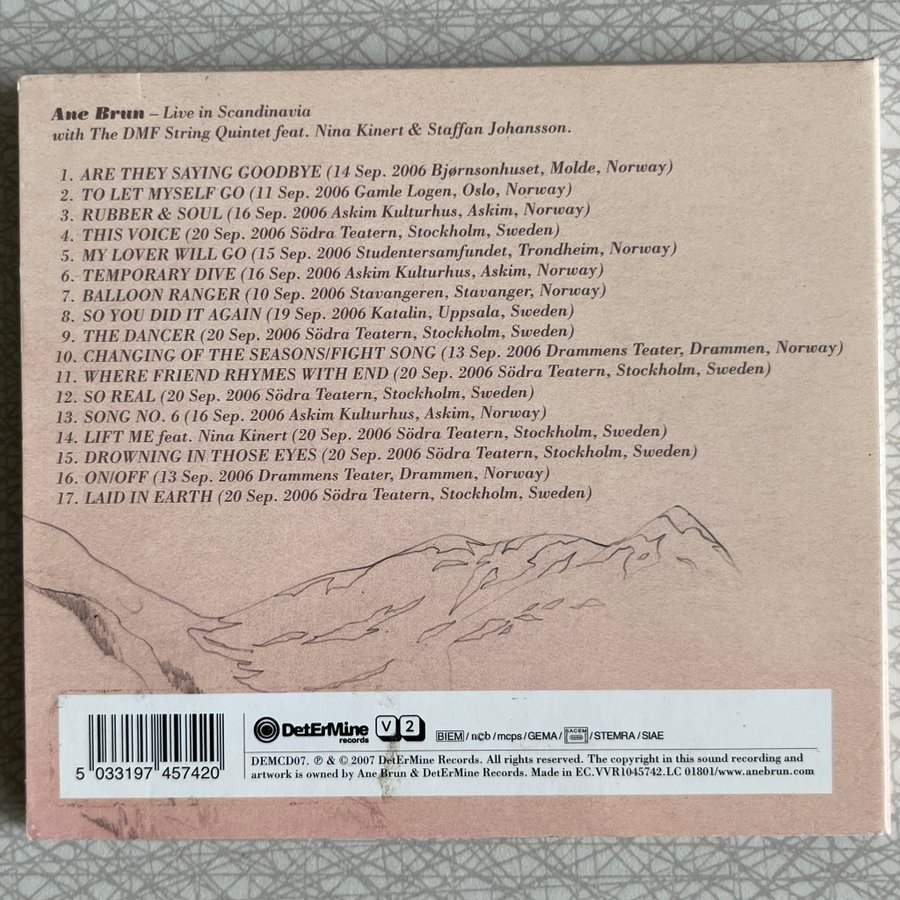 Ane Brun – Live in Scandinavia
with The DMF String Quintet feat. Nina Kinert & Staffan Johansson.
1. ARE THEY SAYING GOODBYE (14 Sep. 2006 Bjørnsonhuset, Molde, Norway)
2. TO LET MYSELF GO (11 Sep. 2006 Gamle Logen, Oslo, Norway)
3. RUBBER & SOUL (16 Sep. 2006 Askim Kulturhus, Askim, Norway)
4. THIS VOICE (20 Sep. 2006 Södra Teatern, Stockholm, Sweden)
5. MY LOVER WILL GO (15 Sep. 2006 Studentersamfundet, Trondheim, Norway)
6. TEMPORARY DIVE (16 Sep. 2006 Askim Kulturhus, Askim, Norway)
7. BALLOON RANGER (10 Sep. 2006 Stavangeren, Stavanger, Norway)
8. SO YOU DID IT AGAIN (19 Sep. 2006 Katalin, Uppsala, Sweden)
9. THE DANCER (20 Sep. 2006 Södra Teatern, Stockholm, Sweden)
10. CHANGING OF THE SEASONS/FIGHT SONG (13 Sep. 2006 Drammens Teater, Drammen, Norway)
11. WHERE FRIEND RHYMES WITH END (20 Sep. 2006 Södra Teatern, Stockholm, Sweden)
12. SO REAL (20 Sep. 2006 Södra Teatern, Stockholm, Sweden)
13. SONG NO. 6 (16 Sep. 2006 Askim Kulturhus, Askim, Norway)
14. LIFT ME feat. Nina Kinert (20 Sep. 2006 Södra Teatern, Stockholm, Sweden)
15. DROWNING IN THOSE EYES (20 Sep. 2006 Södra Teatern, Stockholm, Sweden)
16. ON/OFF (13 Sep. 2006 Drammens Teater, Drammen, Norway)
17. LAID IN EARTH (20 Sep. 2006 Södra Teatern, Stockholm, Sweden)
DetErMine records V2 BIEM / n©b / mcps / GEMA / SACEM / STEMRA / SIAE
DEMCD07. ℗ & © 2007 DetErMine Records. All rights reserved. The copyright in this sound recording and
artwork is owned by Ane Brun & DetErMine Records. Made in EC.VVR1045742.LC 01801/www.anebrun.com
5 033197 457420